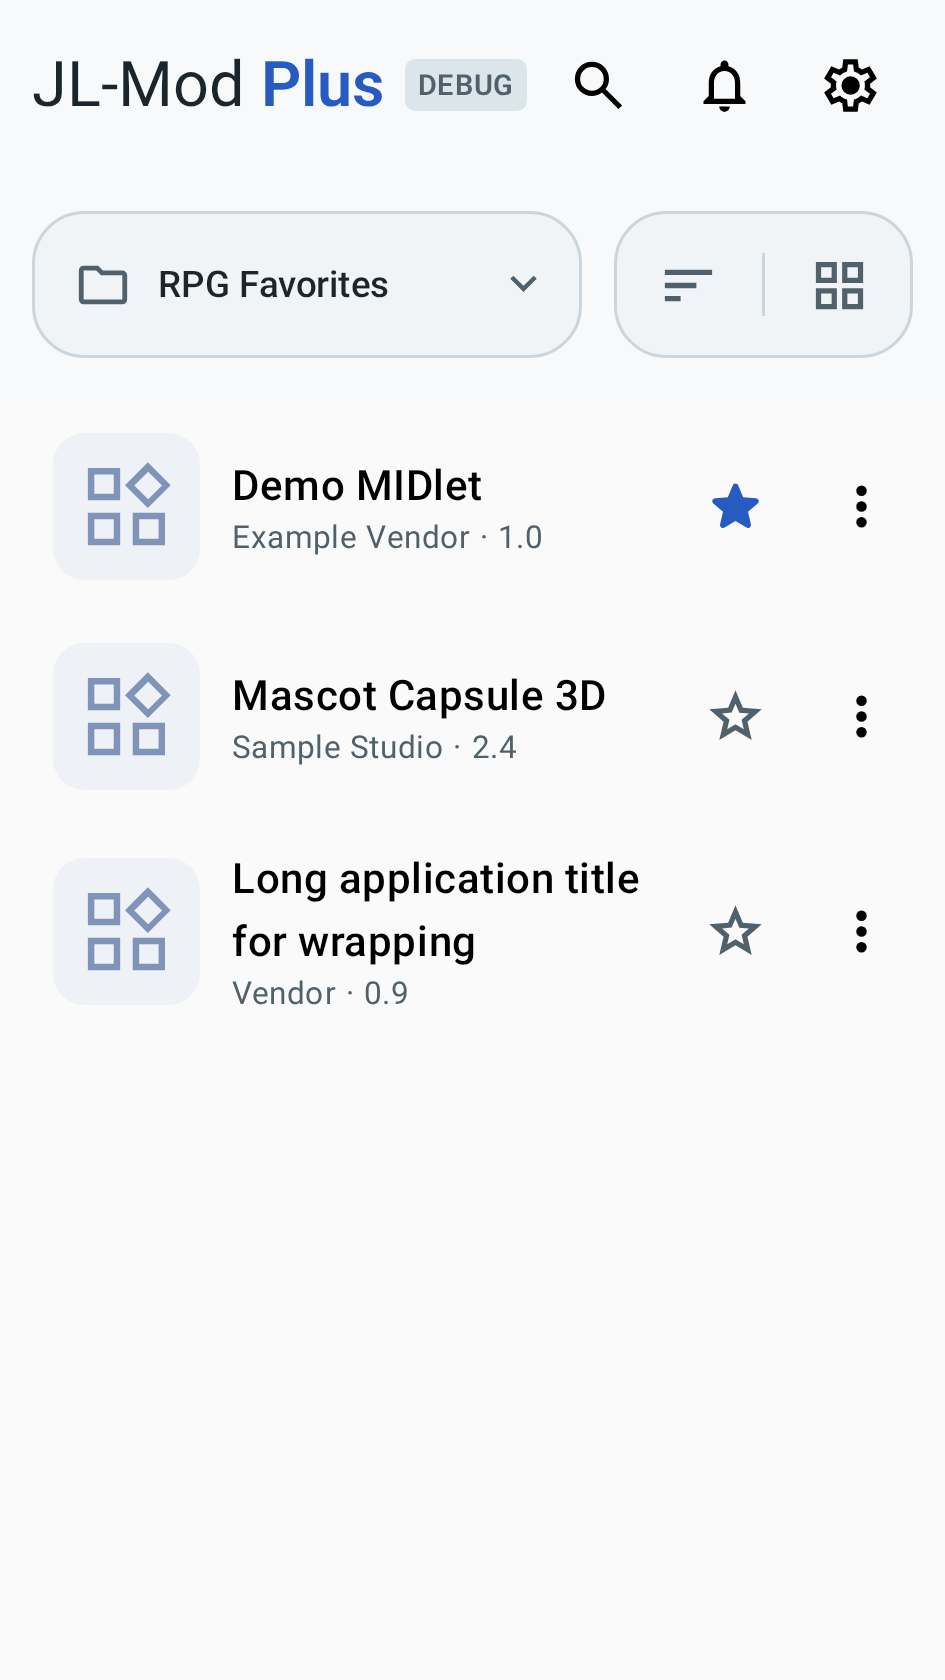 JL-Mod Plus DEBUG
RPG Favorites
Demo MIDlet
Example Vendor · 1.0
Mascot Capsule 3D
Sample Studio · 2.4
Long application title
for wrapping
Vendor · 0.9